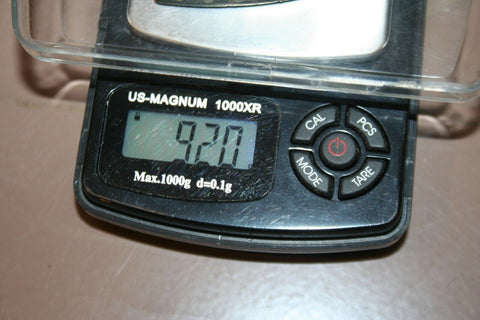 US-MAGNUM 1000XR
920
Max.1000g d=0.1g
CAL
PCS
MODE
TARE